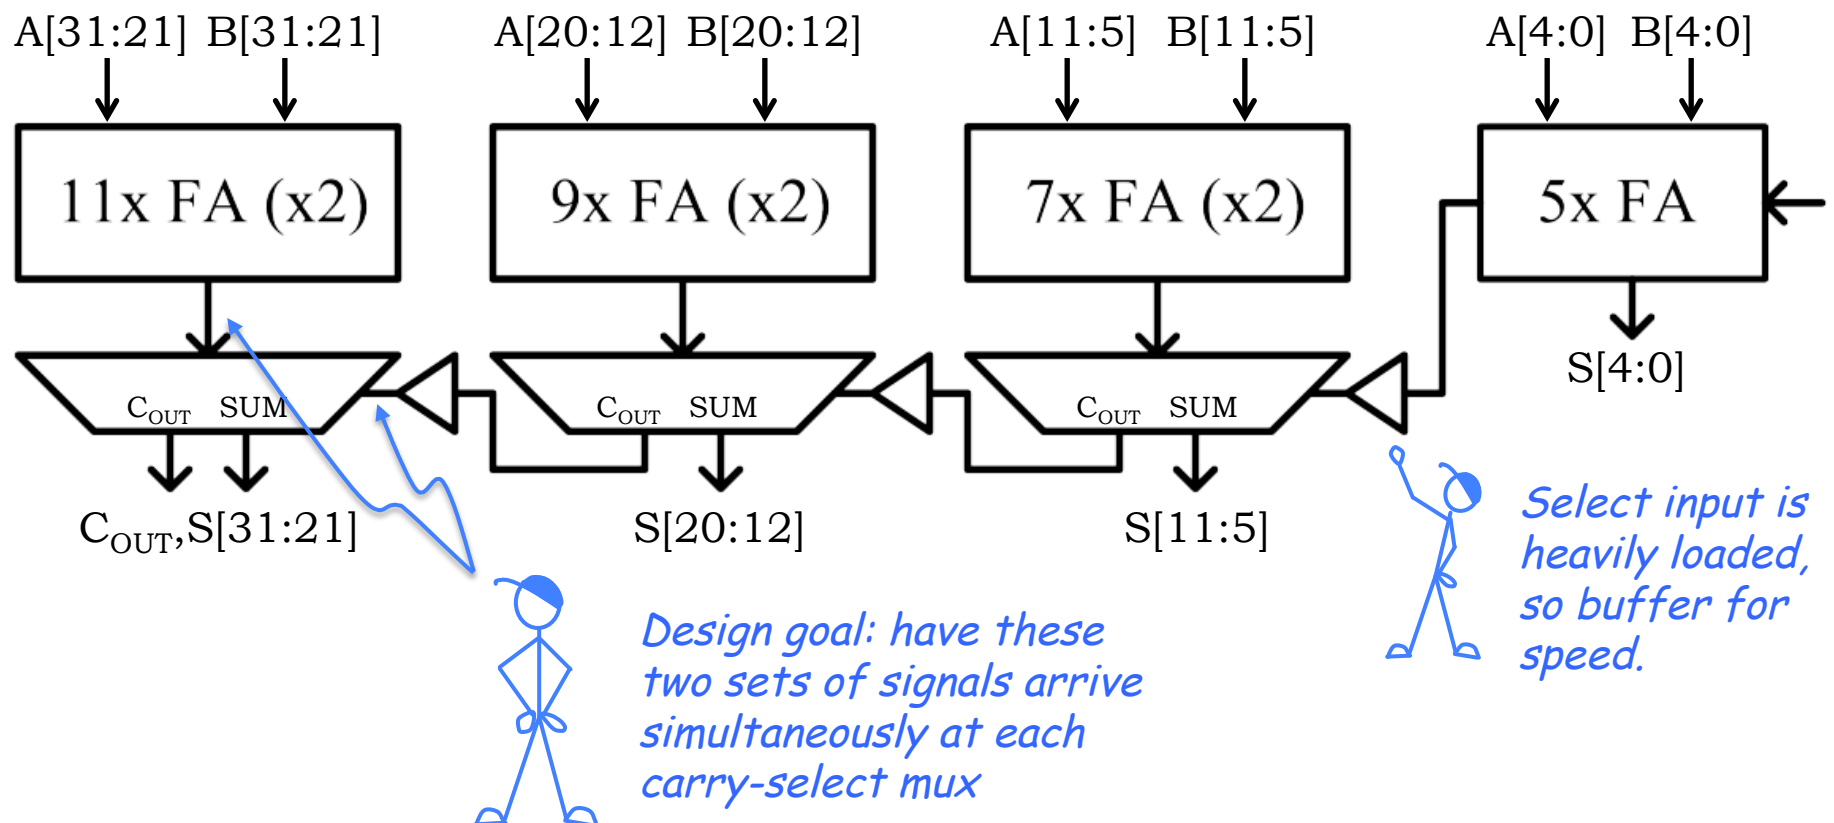 A[31:21] B[31:21] A[20:12] B[20:12] A[11:5] B[11:5] A[4:0] B[4:0]
11x FA (x2) 9x FA (x2) 7x FA (x2) 5x FA
S[4:0]
COUT SUM COUT SUM COUT SUM
COUT,S[31:21] S[20:12] S[11:5]
Select input is
heavily loaded,
so buffer for
speed.
Design goal: have these
two sets of signals arrive
simultaneously at each
carry-select mux